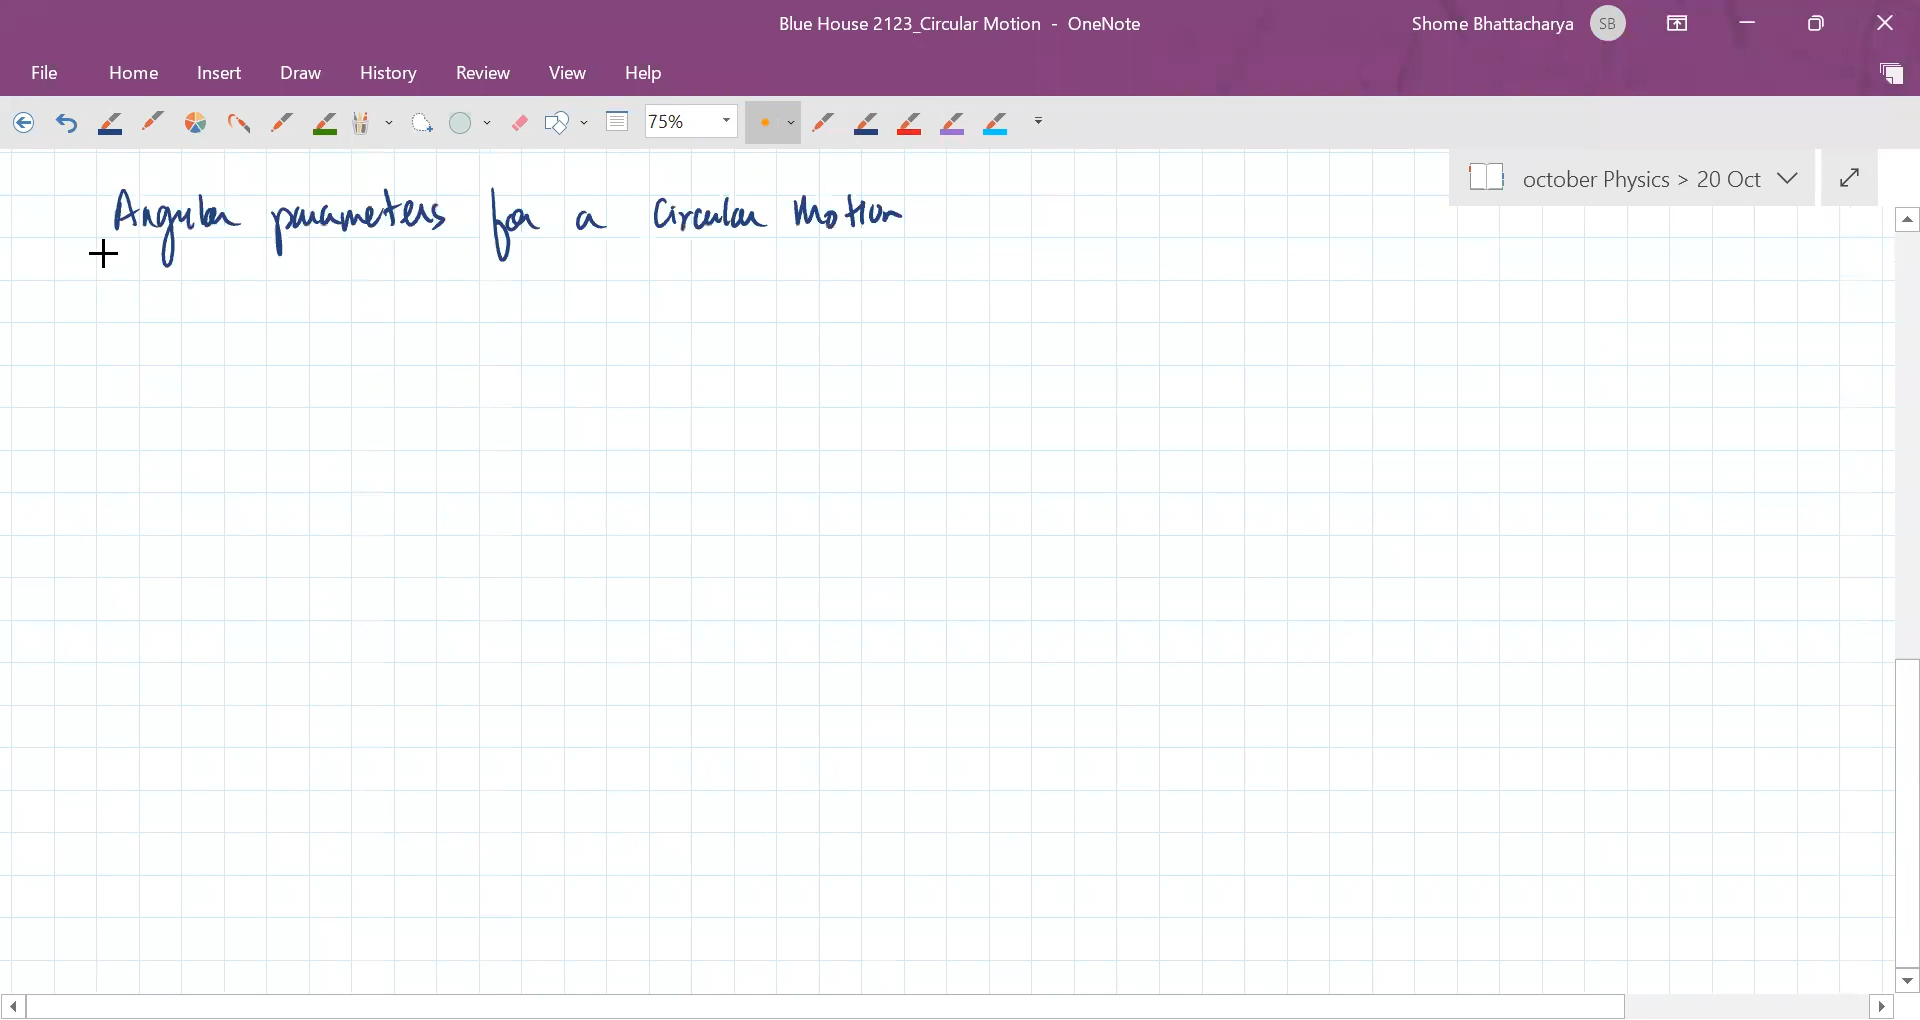 Blue House 2123_Circular Motion - OneNote
Shome Bhattacharya SB
File Home Insert Draw History Review View Help
75%
october Physics > 20 Oct
Angular parameters for a Circular Motion